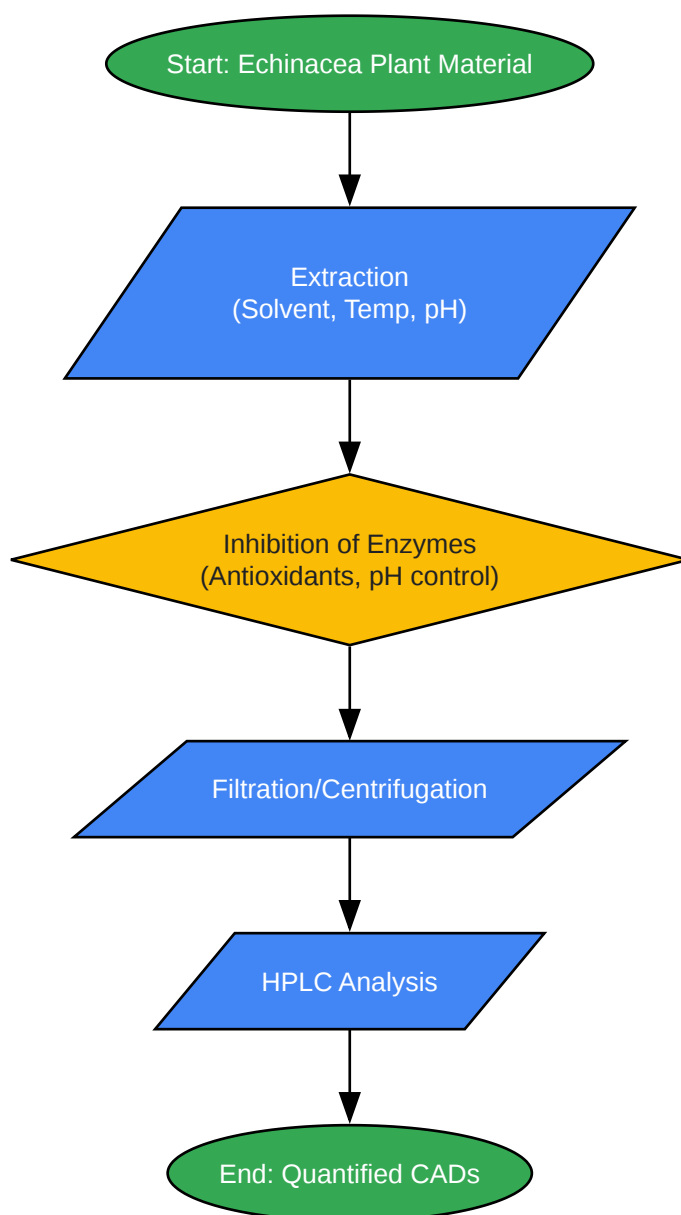 Start: Echinacea Plant Material
Extraction
(Solvent, Temp, pH)
Inhibition of Enzymes
(Antioxidants, pH control)
Filtration/Centrifugation
HPLC Analysis
End: Quantified CADs